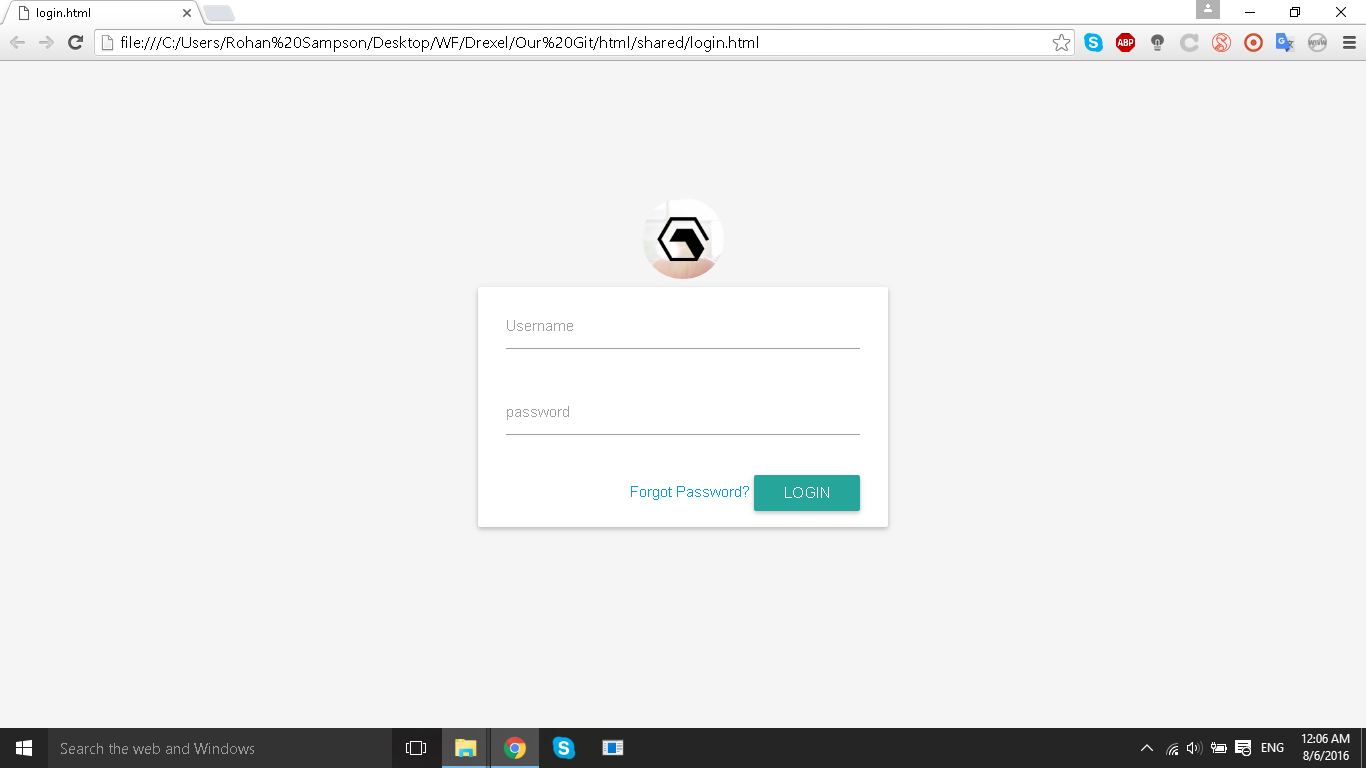 login.html
file:///C:/Users/Rohan%20Sampson/Desktop/WF/Drexel/Our%20Git/html/shared/login.html
ABP
Username
password
Forgot Password? LOGIN
Search the web and Windows
ENG
12:06 AM
8/6/2016